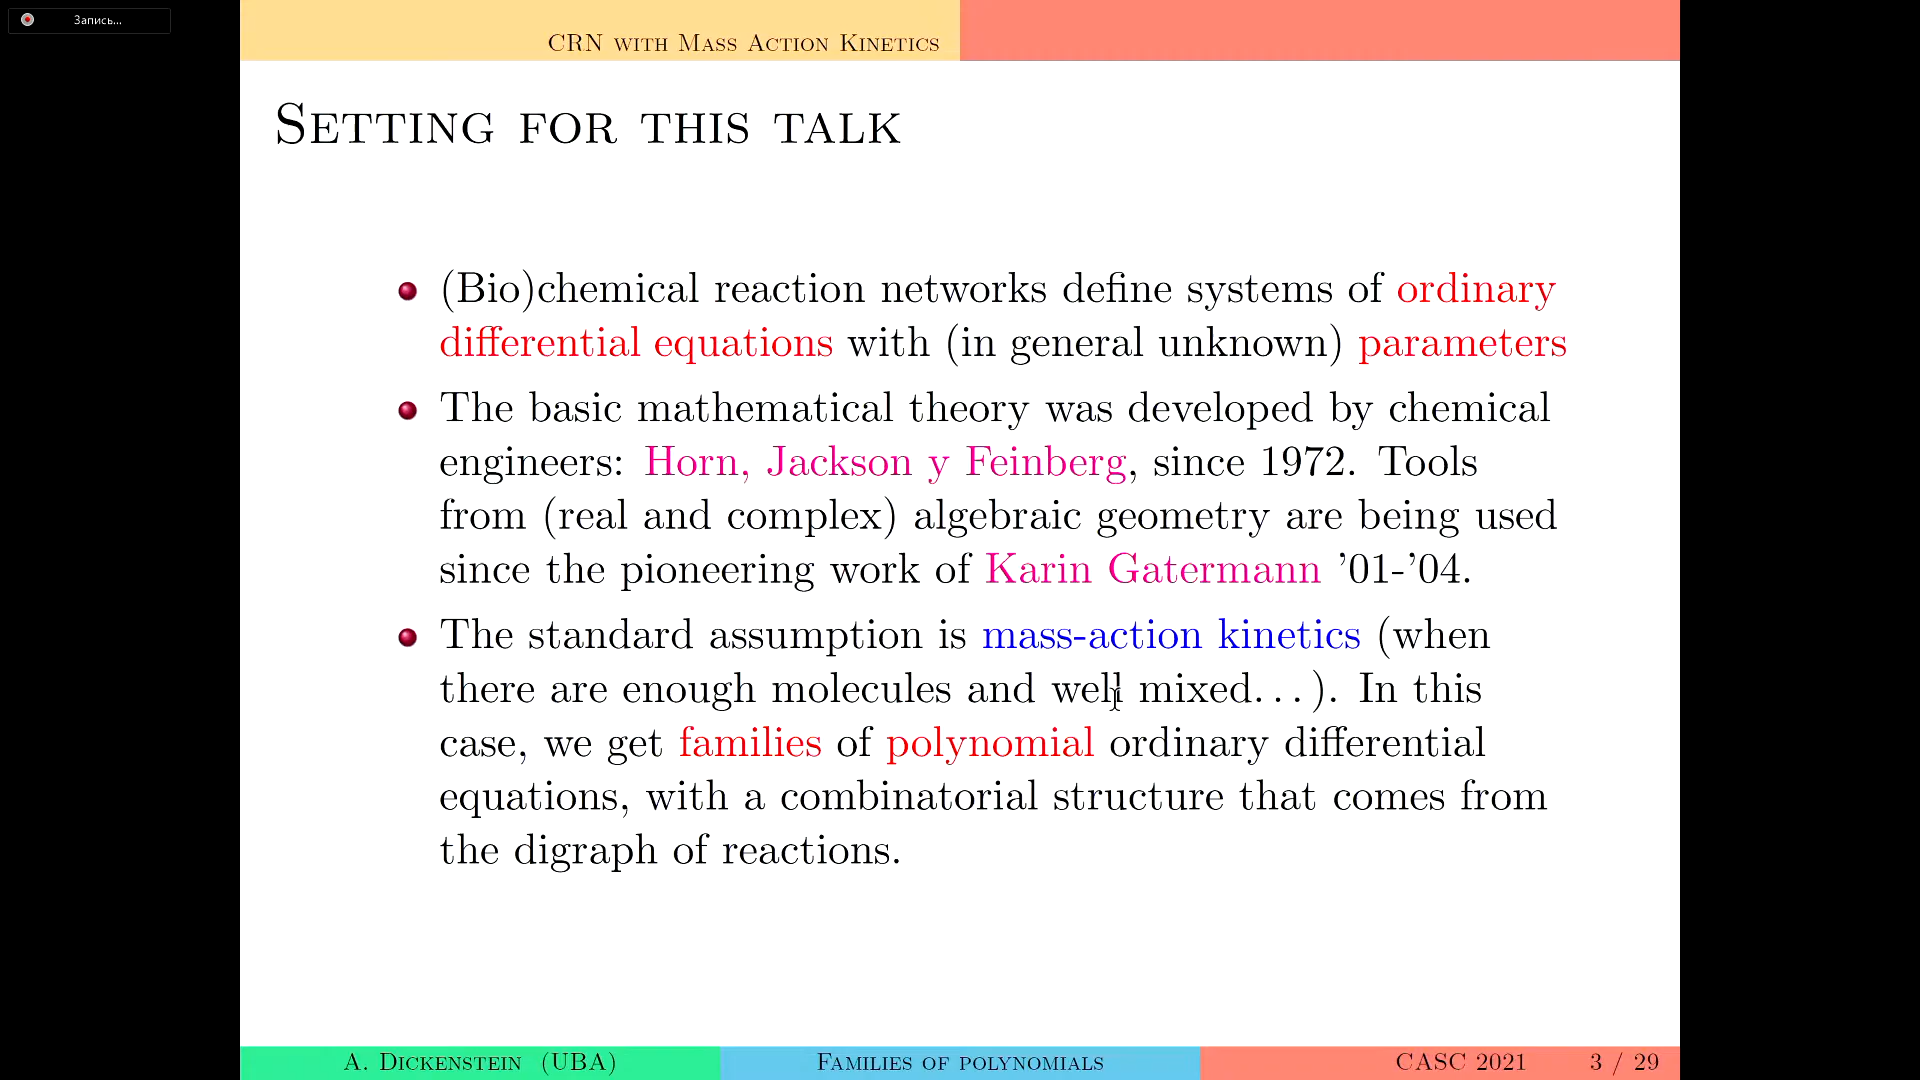 Запись...
CRN with Mass Action Kinetics
Setting for this talk
(Bio)chemical reaction networks define systems of ordinary
differential equations with (in general unknown) parameters
The basic mathematical theory was developed by chemical
engineers: Horn, Jackson y Feinberg, since 1972. Tools
from (real and complex) algebraic geometry are being used
since the pioneering work of Karin Gatermann '01-'04.
The standard assumption is mass-action kinetics (when
there are enough molecules and well mixed...). In this
case, we get families of polynomial ordinary differential
equations, with a combinatorial structure that comes from
the digraph of reactions.
A. Dickenstein (UBA)
Families of polynomials
CASC 2021 3 / 29